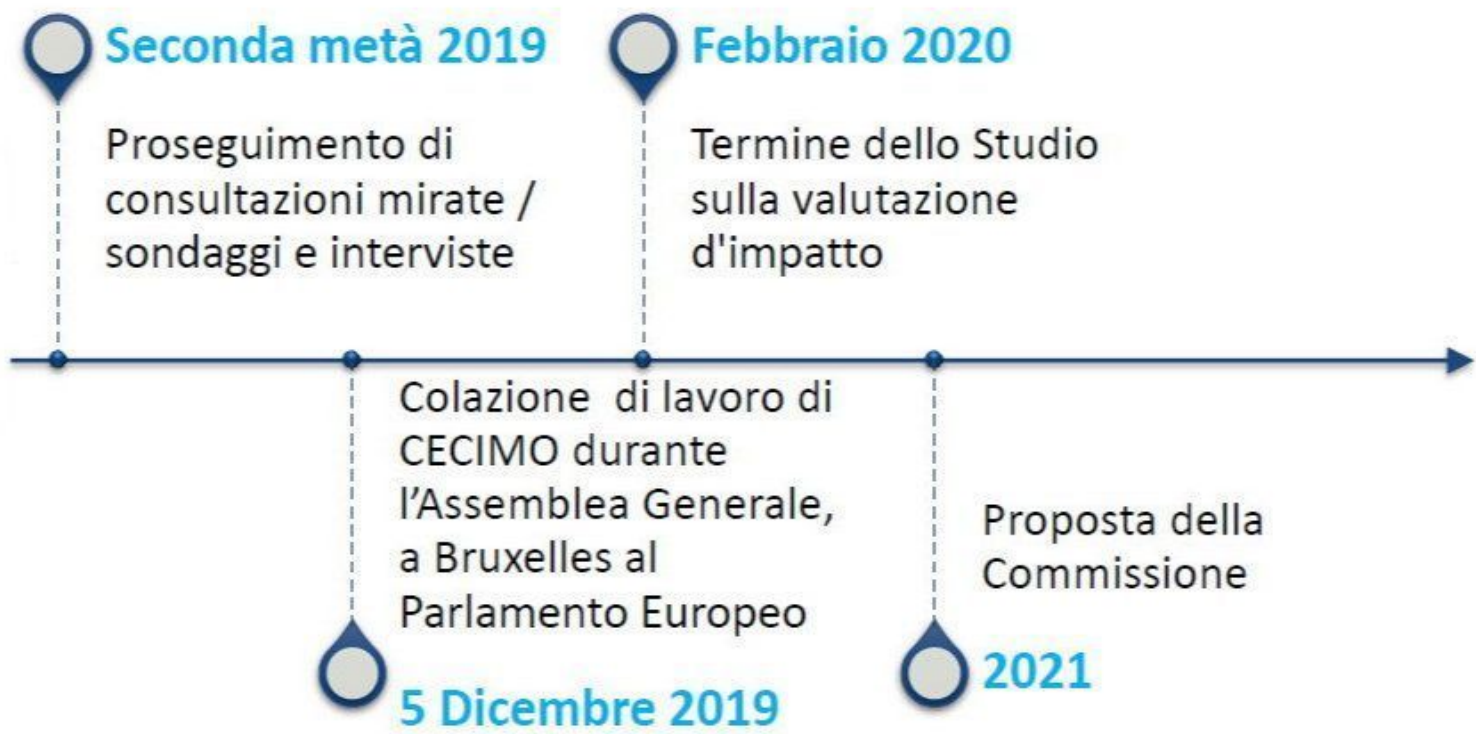 Seconda metà 2019
Proseguimento di
consultazioni mirate /
sondaggi e interviste
Colazione di lavoro di
CECIMO durante
l'Assemblea Generale,
a Bruxelles al
Parlamento Europeo
5 Dicembre 2019
Febbraio 2020
Termine dello Studio
sulla valutazione
d'impatto
Proposta della
Commissione
2021